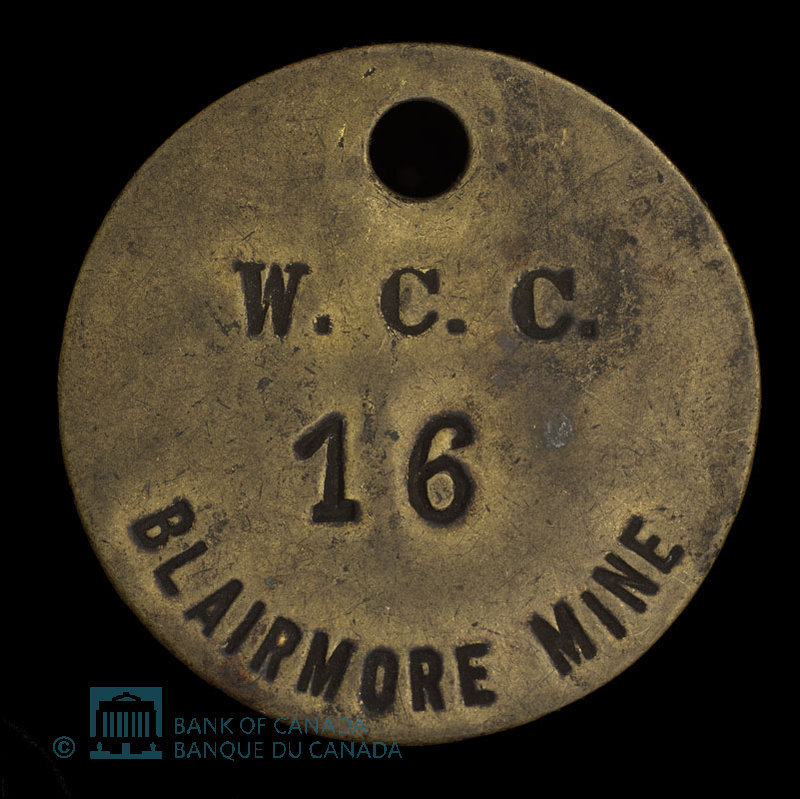 W. C. C.
16
BLAIRMORE MINE
© BANK OF CANADA
BANQUE DU CANADA